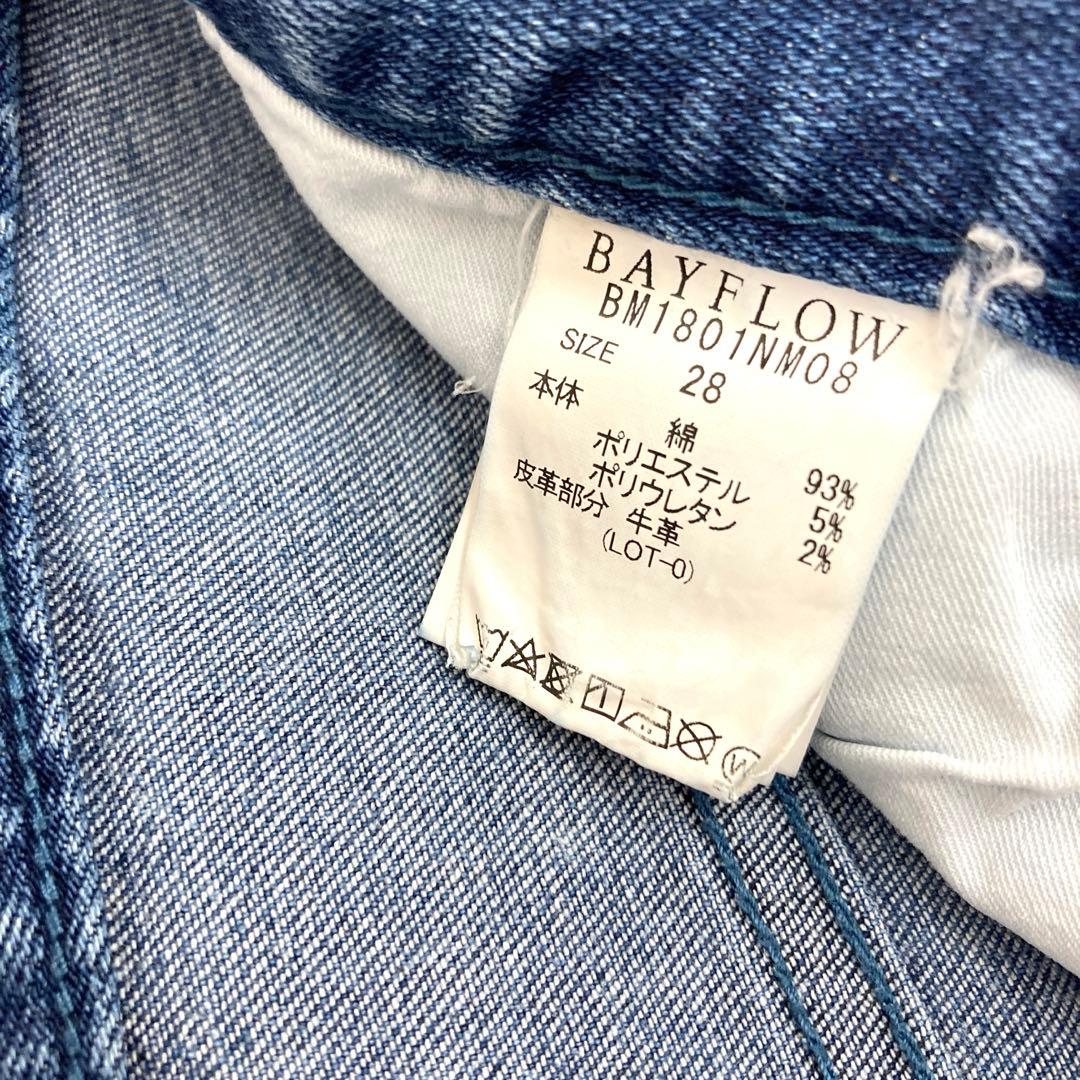 BAYFLOW
BM1801NM08
SIZE 28
本体 綿 93%
ポリエステル 5%
ポリウレタン 2%
皮革部分 牛革
(LOT-0)
W